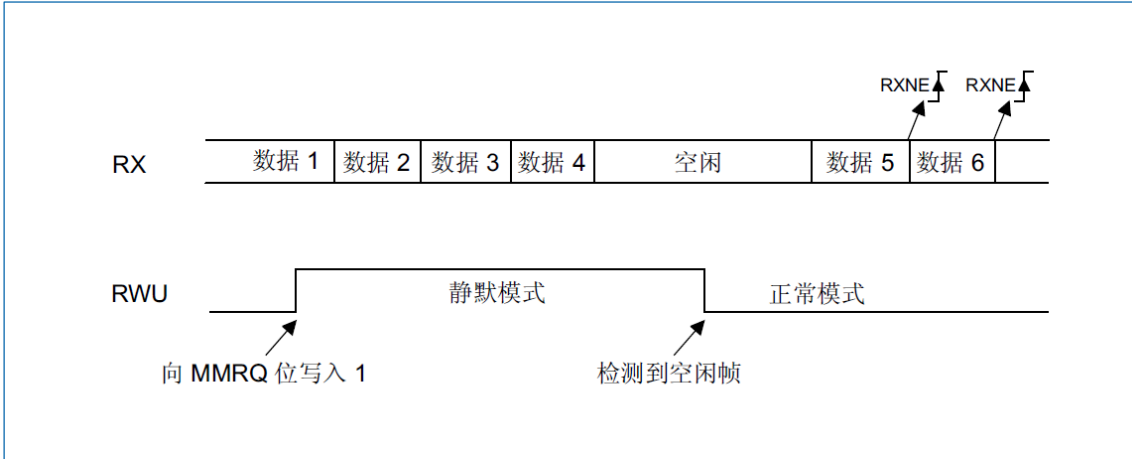 RXNE RXNE
RX 数据 1 数据 2 数据 3 数据 4 空闲 数据 5 数据 6
RWU 静默模式 正常模式
向 MMRQ 位写入 1 检测到空闲帧